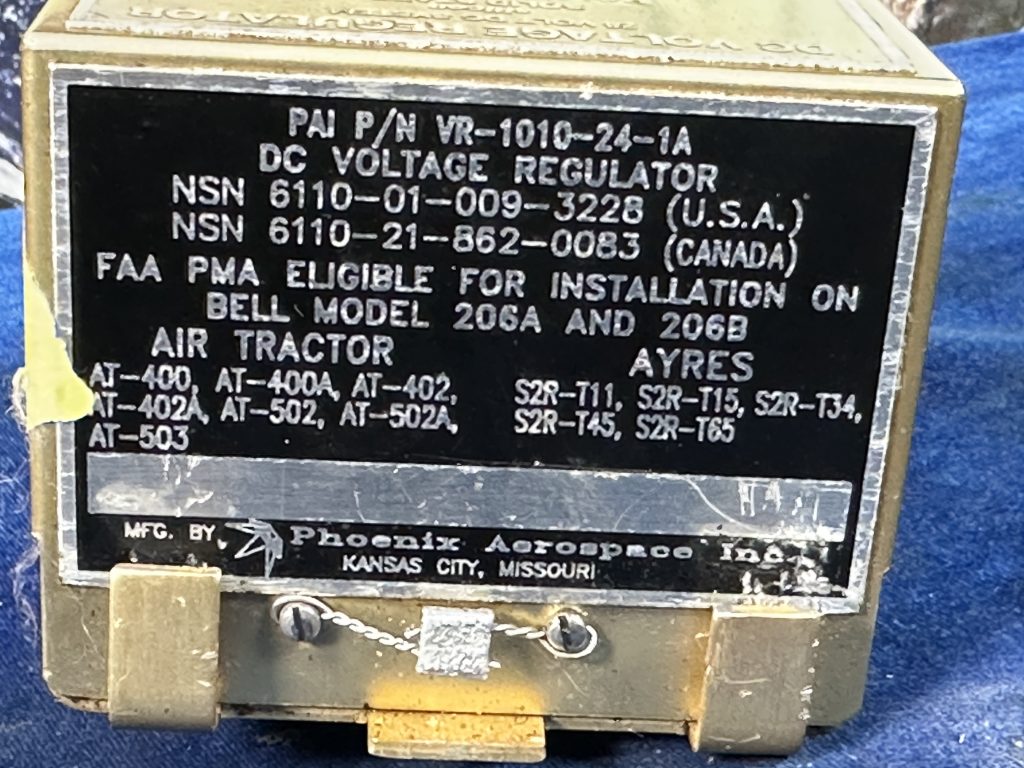 DC VOLTAGE REGULATOR
PAI P/N VR-1010-24-1A
DC VOLTAGE REGULATOR
NSN 6110-01-009-3228 (U.S.A.)
NSN 6110-21-862-0083 (CANADA)
FAA PMA ELIGIBLE FOR INSTALLATION ON
BELL MODEL 206A AND 206B
AIR TRACTOR
AT-400, AT-400A, AT-402,
AT-402A, AT-502, AT-502A,
AT-503
AYRES
S2R-T11, S2R-T15, S2R-T34,
S2R-T45, S2R-T65
MFG. BY Phoenix Aerospace Inc.
KANSAS CITY, MISSOURI